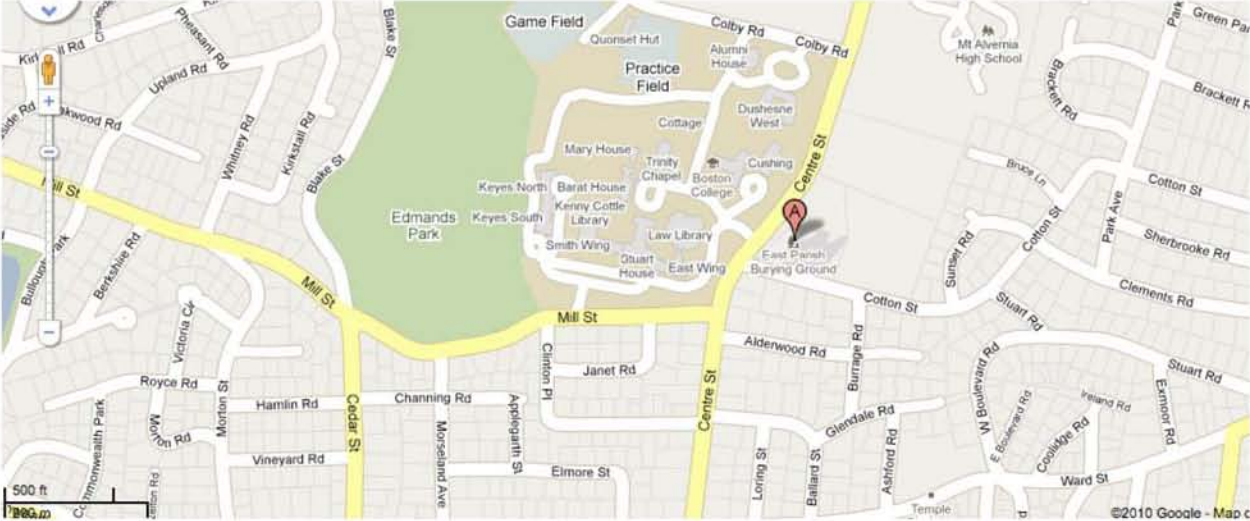 Pheasant Rd
Blake St
Game Field
Quonset Hut
Colby Rd
Colby Rd
Alumni
House
Mt Alvernia
High School
Park
Green Pa
Upland Rd
Practice
Field
Brackett Rd
Brackett R
Dushesne
West
Whitney Rd
Kirkstall Rd
Cottage
Centre St
Mary House
Trinity
Chapel
Boston
College
Cushing
Blake St
Bruce Ln
Cotton St
Mill St
Keyes North
Barat House
Kenny Cottle
Library
Keyes South
Edmands
Park
A
Cotton St
Park Ave
Law Library
Smith Wing
Stuart
House
East Wing
East Parish
Burying Ground
Sherbrooke Rd
Sunset Rd
Berkshire Rd
Clements Rd
Mill St
Mill St
Cotton St
Stuart Rd
Victoria Cir
Clinton Pl
Janet Rd
Alderwood Rd
Burrage Rd
W Boulevard Rd
Stuart Rd
Royce Rd
Morton St
Hamlin Rd
Channing Rd
Cedar St
Applegarth St
Centre St
Glendale Rd
E Boulevard Rd
Ireland Rd
Exmoor Rd
Coolidge Rd
Morton Rd
Vineyard Rd
Morseland Ave
Elmore St
Loring St
Ballard St
Ashford Rd
Ward St
Temple
500 ft
©2010 Google - Map